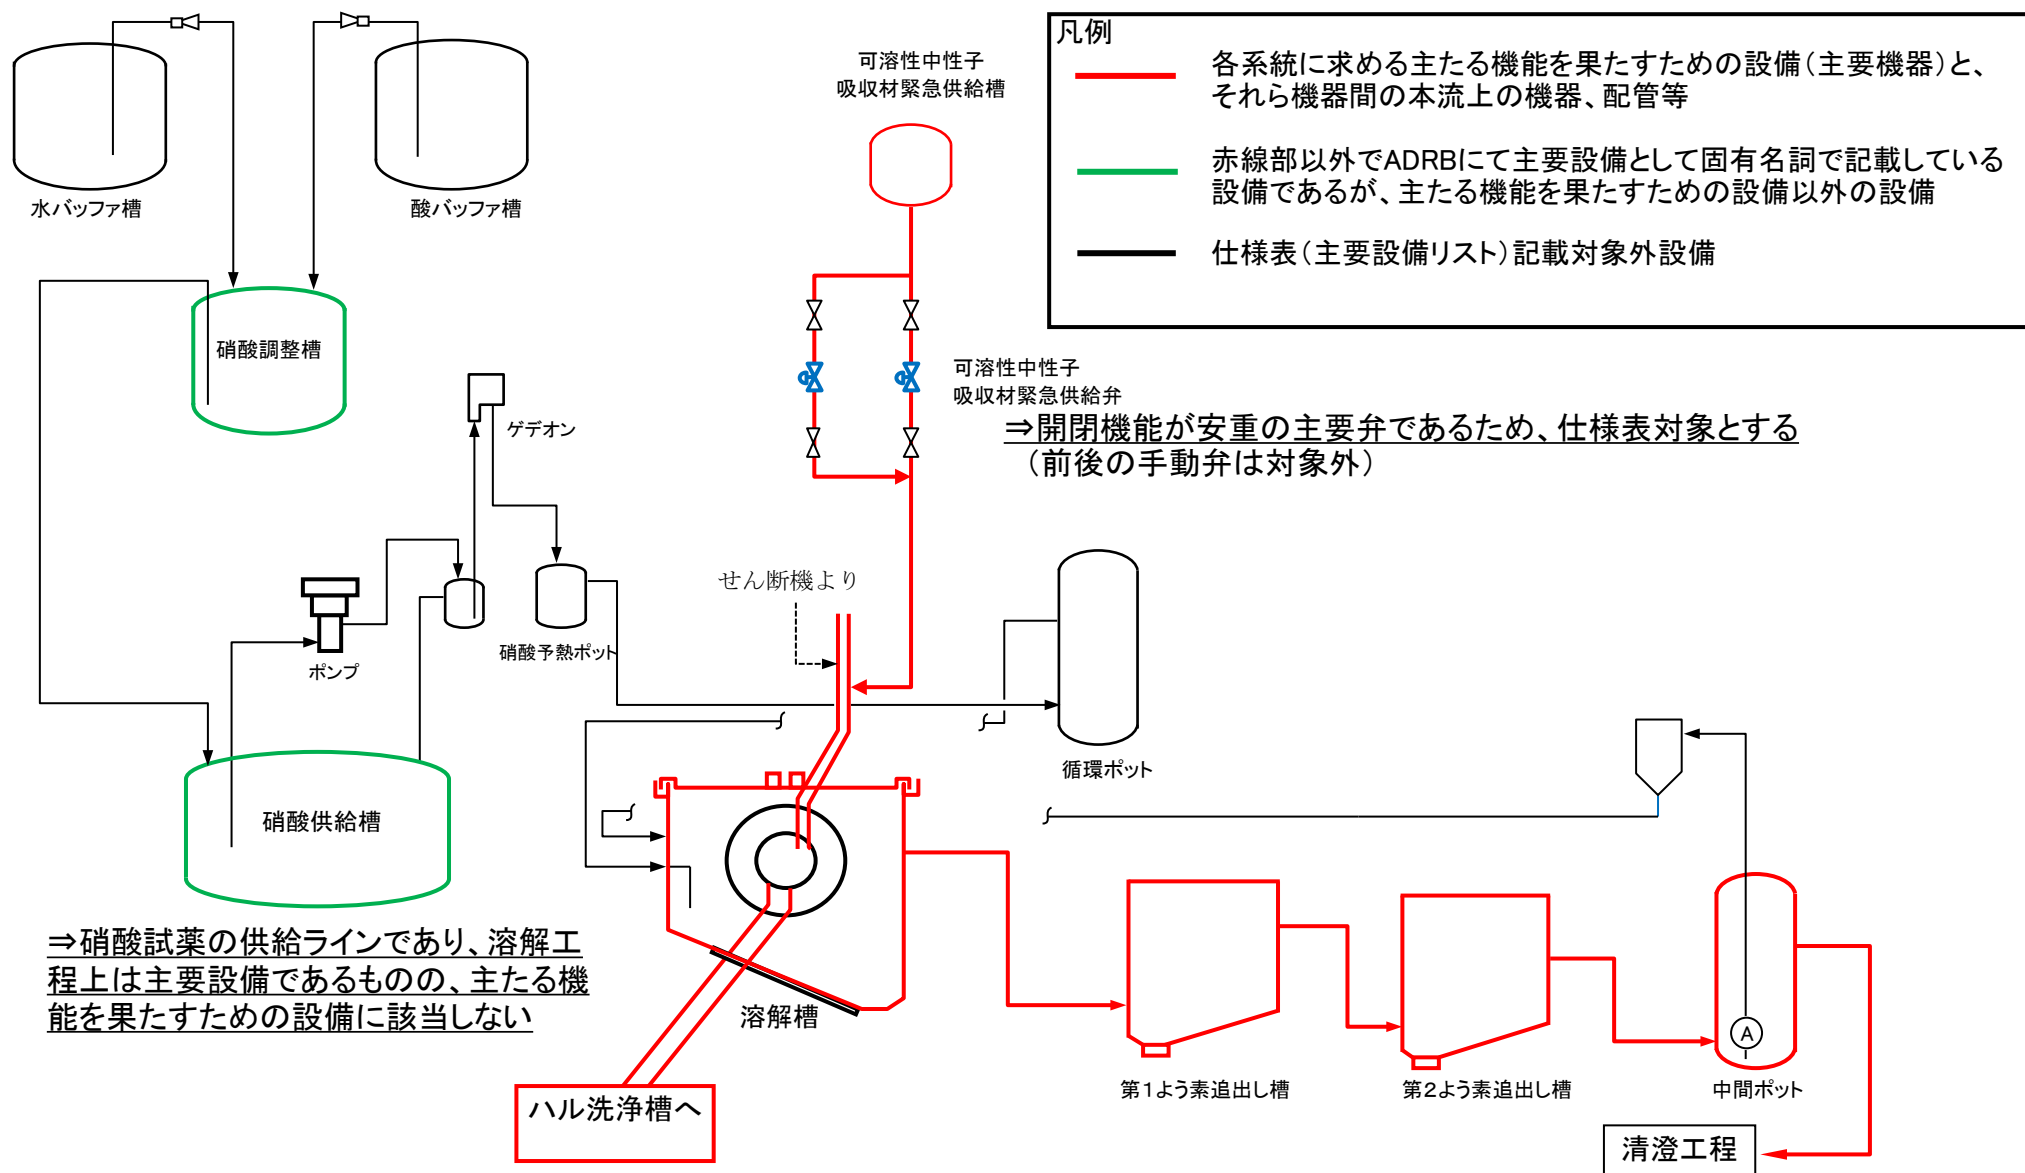 凡例
各系統に求める主たる機能を果たすための設備（主要機器）と、
それら機器間の本流上の機器、配管等
赤線部以外でADRBにて主要設備として固有名詞で記載している
設備であるが、主たる機能を果たすための設備以外の設備
仕様表（主要設備リスト）記載対象外設備
可溶性中性子
吸収材緊急供給槽
水バッファ槽
酸バッファ槽
硝酸調整槽
ゲデオン
可溶性中性子
吸収材緊急供給弁
⇒開閉機能が安重の主要弁であるため、仕様表対象とする
（前後の手動弁は対象外）
せん断機より
硝酸予熱ポット
ポンプ
循環ポット
硝酸供給槽
⇒硝酸試薬の供給ラインであり、溶解工
程上は主要設備であるものの、主たる機
能を果たすための設備に該当しない
溶解槽
A
第1よう素追出し槽
第2よう素追出し槽
中間ポット
ハル洗浄槽へ
清澄工程